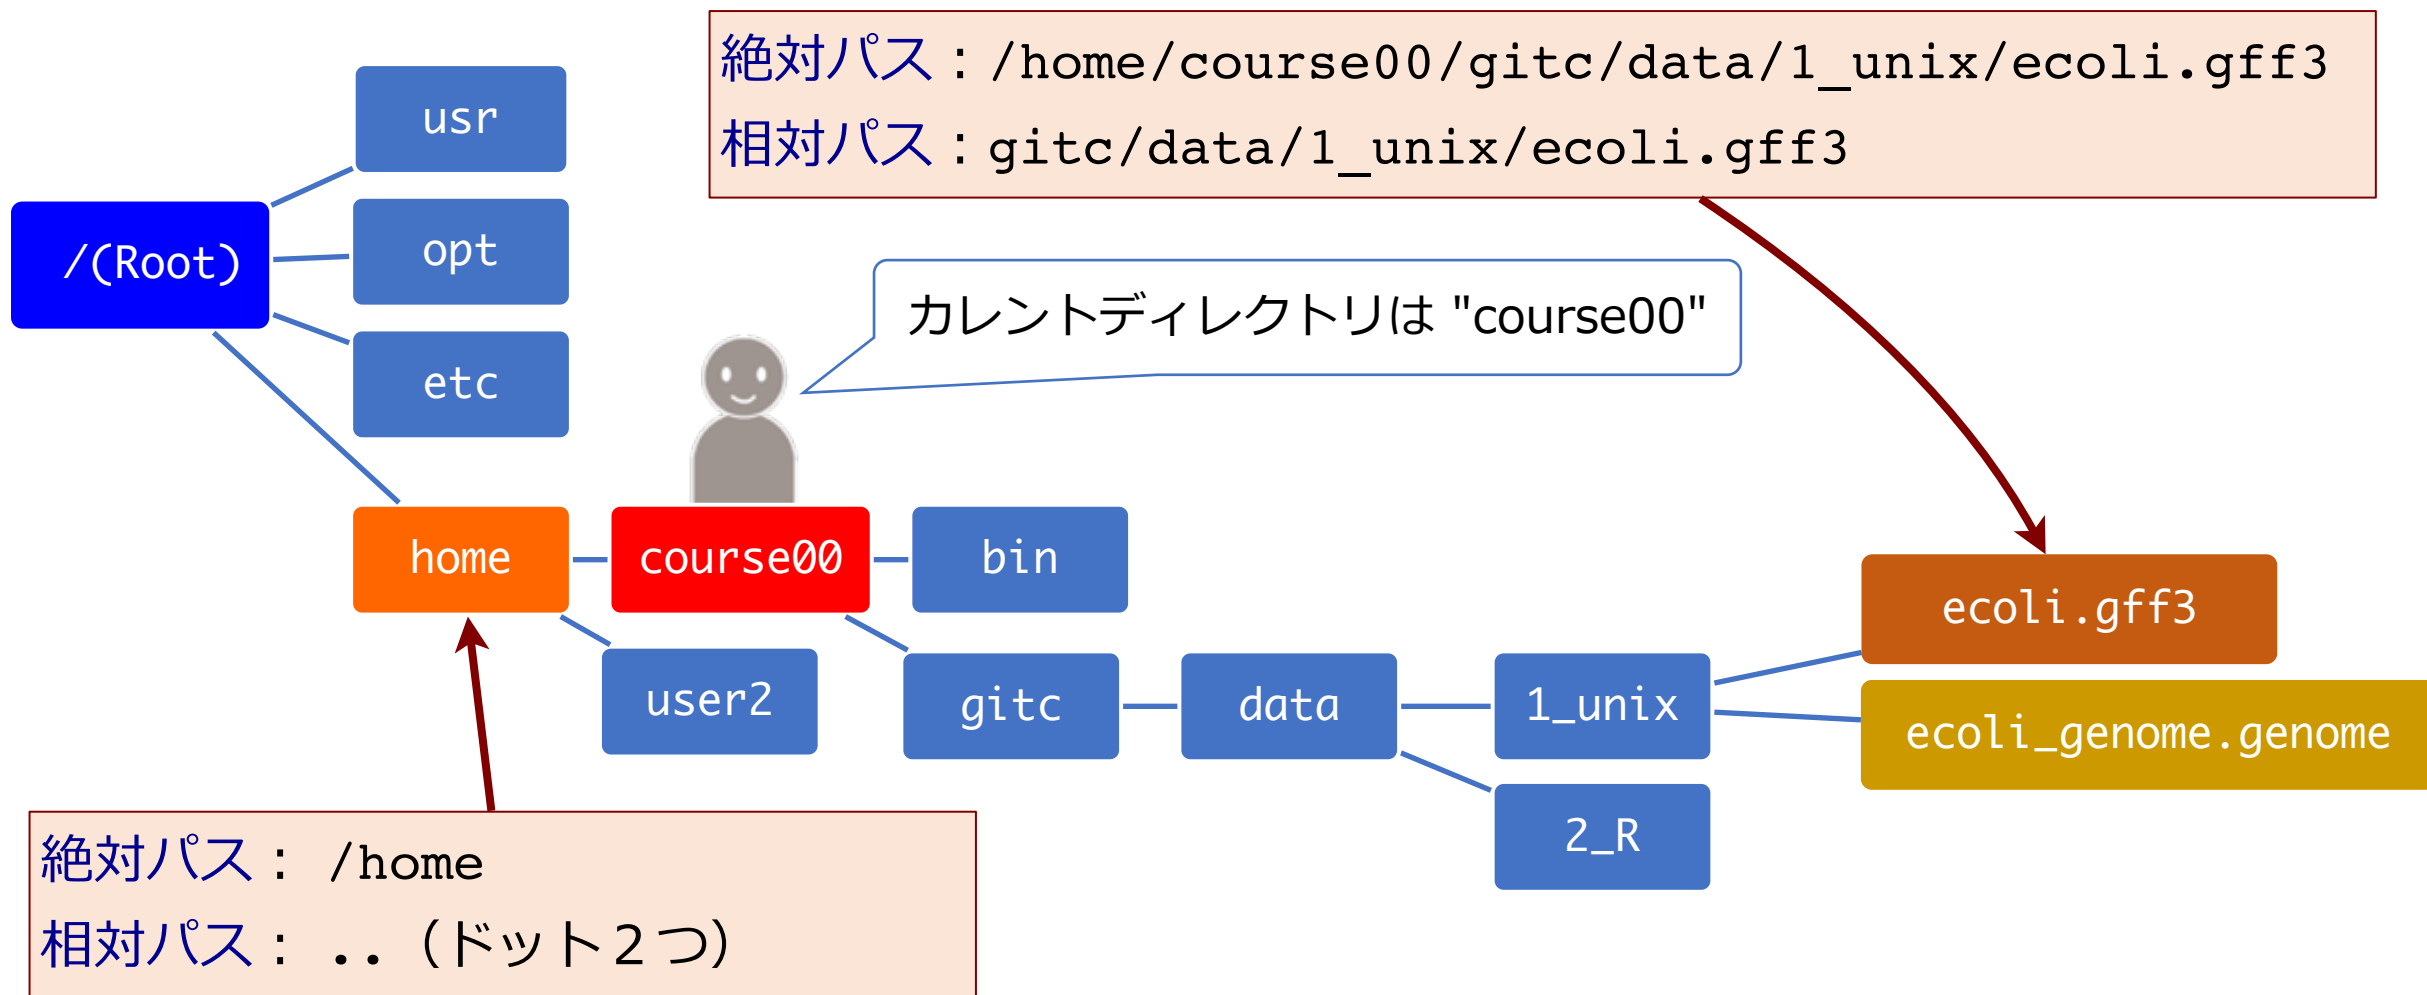 絶対パス：/home/course00/gitc/data/1_unix/ecoli.gff3
相対パス：gitc/data/1_unix/ecoli.gff3
usr
/(Root)
opt
etc
カレントディレクトリは "course00"
home
course00
bin
user2
gitc
data
1_unix
2_R
ecoli.gff3
ecoli_genome.genome
絶対パス： /home
相対パス： ..（ドット２つ）